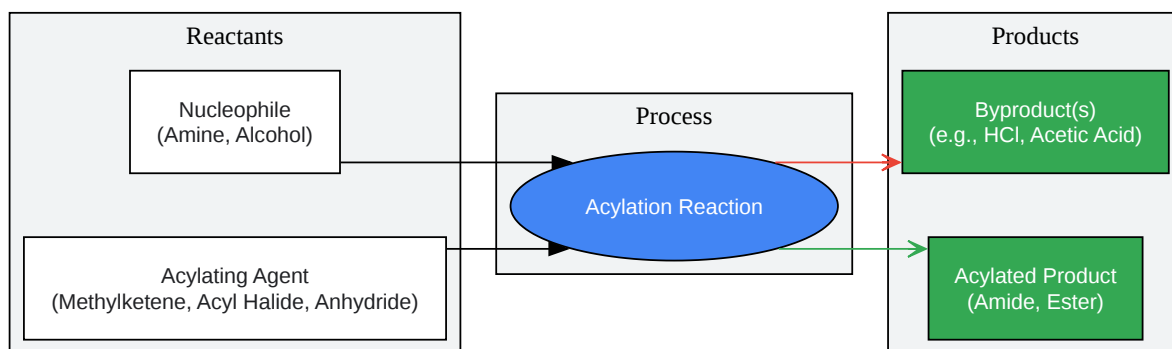 Reactants
Nucleophile
(Amine, Alcohol)
Acylating Agent
(Methylketene, Acyl Halide, Anhydride)
Process
Acylation Reaction
Products
Byproduct(s)
(e.g., HCl, Acetic Acid)
Acylated Product
(Amide, Ester)